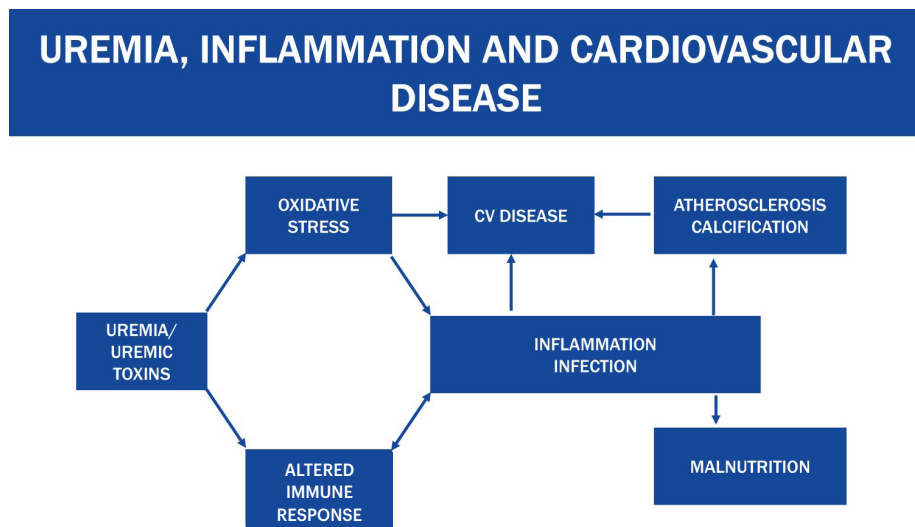 UREMIA, INFLAMMATION AND CARDIOVASCULAR
DISEASE
OXIDATIVE
STRESS
CV DISEASE
ATHEROSCLEROSIS
CALCIFICATION
UREMIA/
UREMIC
TOXINS
INFLAMMATION
INFECTION
ALTERED
IMMUNE
RESPONSE
MALNUTRITION